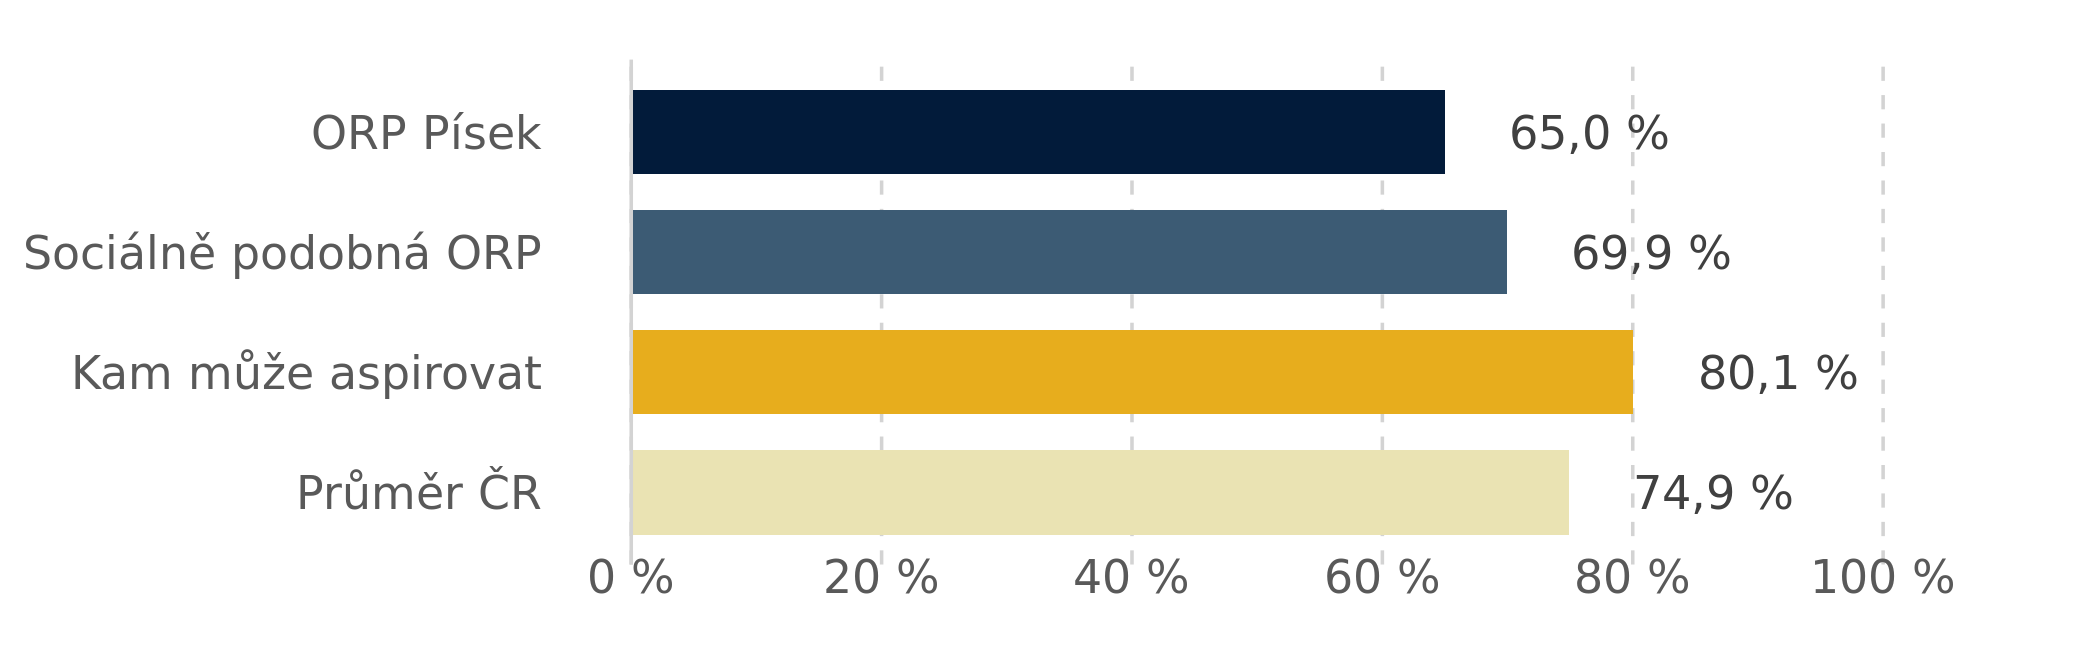 ORP Písek 65,0 %
Sociálně podobná ORP 69,9 %
Kam může aspirovat 80,1 %
Průměr ČR 74,9 %
0 % 20 % 40 % 60 % 80 % 100 %